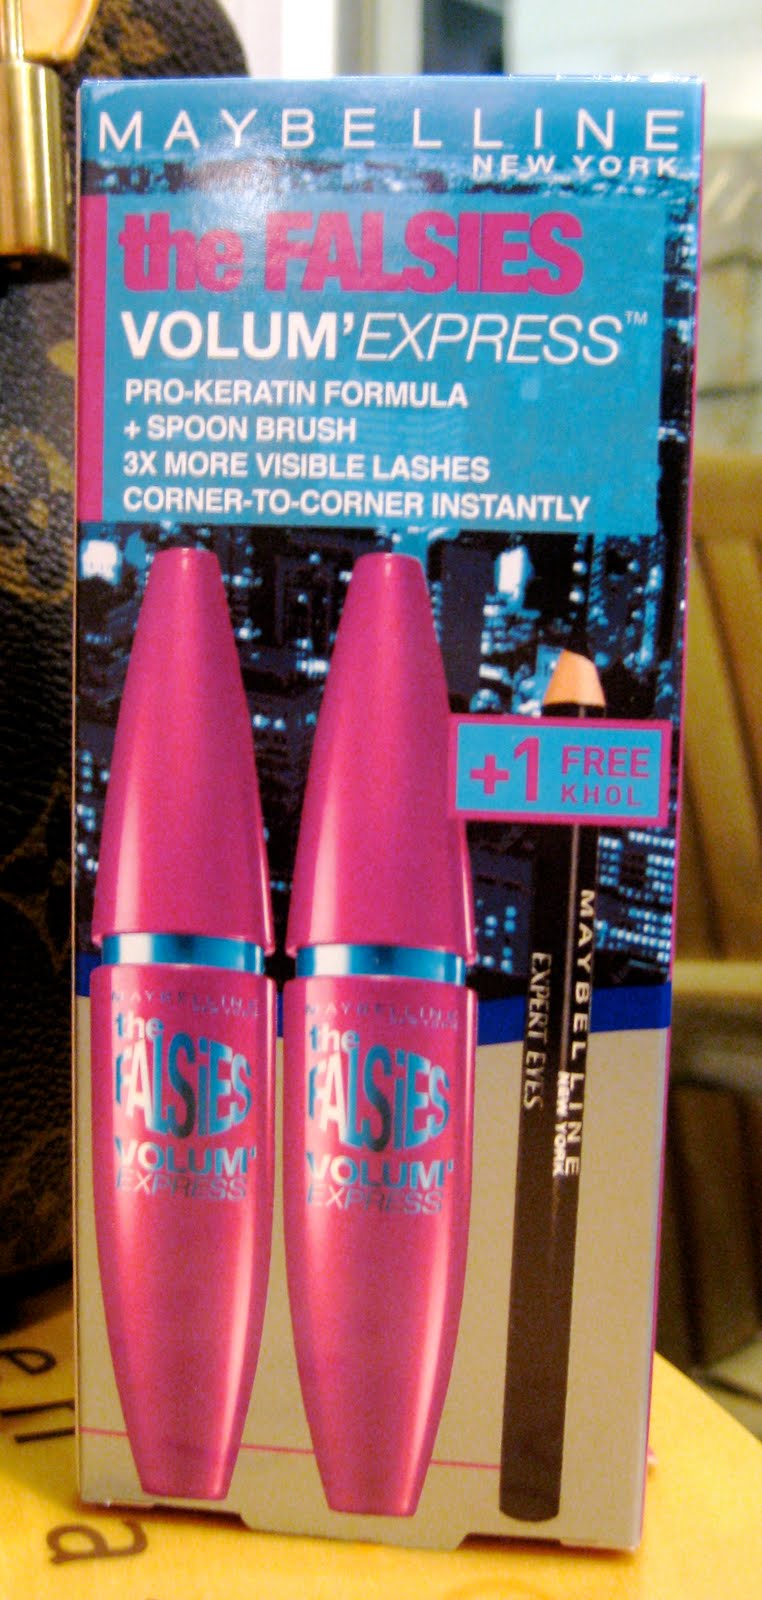 MAYBELLINE
NEW YORK
the FALSIES
VOLUM'EXPRESS™
PRO-KERATIN FORMULA
+ SPOON BRUSH
3X MORE VISIBLE LASHES
CORNER-TO-CORNER INSTANTLY
+1 FREE
KHOL
MAYBELLINE
NEW YORK
the
FALSIES
VOLUM'
EXPRESS
MAYBELLINE
NEW YORK
the
FALSIES
VOLUM'
EXPRESS
MAYBELLINE
NEW YORK
EXPERT EYES
en
a